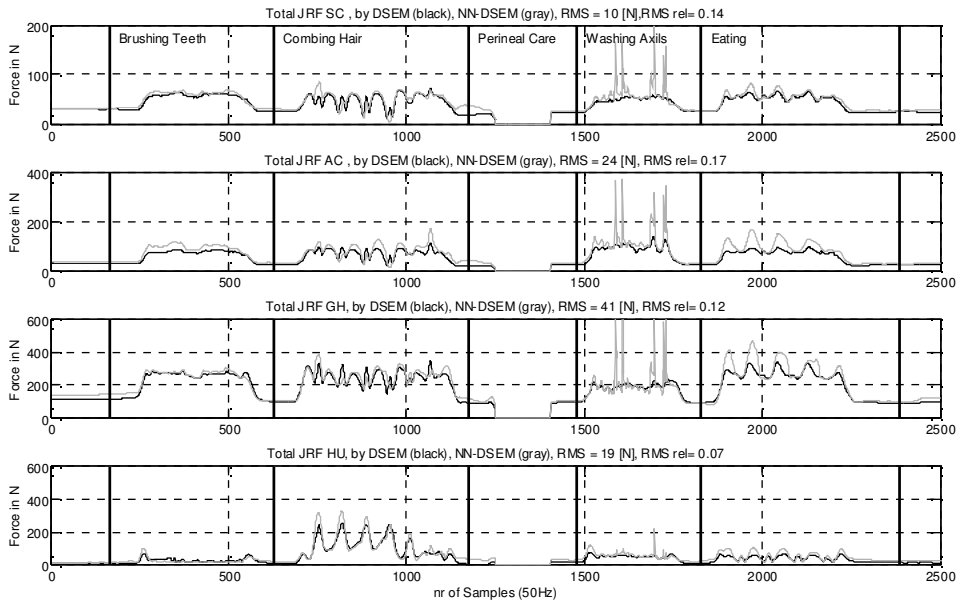 Total JRF SC , by DSEM (black), NN-DSEM (gray), RMS = 10 [N],RMS rel= 0.14
200
Brushing Teeth Combing Hair Perineal Care Washing Axils Eating
Force in N
100
0
0 500 1000 1500 2000 2500
Total JRF AC , by DSEM (black), NN-DSEM (gray), RMS = 24 [N], RMS rel= 0.17
400
Force in N
200
0
0 500 1000 1500 2000 2500
Total JRF GH, by DSEM (black), NN-DSEM (gray), RMS = 41 [N], RMS rel= 0.12
600
400
Force in N
200
0
0 500 1000 1500 2000 2500
Total JRF HU, by DSEM (black), NN-DSEM (gray), RMS = 19 [N],RMS rel= 0.07
600
400
Force in N
200
0
0 500 1000 1500 2000 2500
nr of Samples (50Hz)